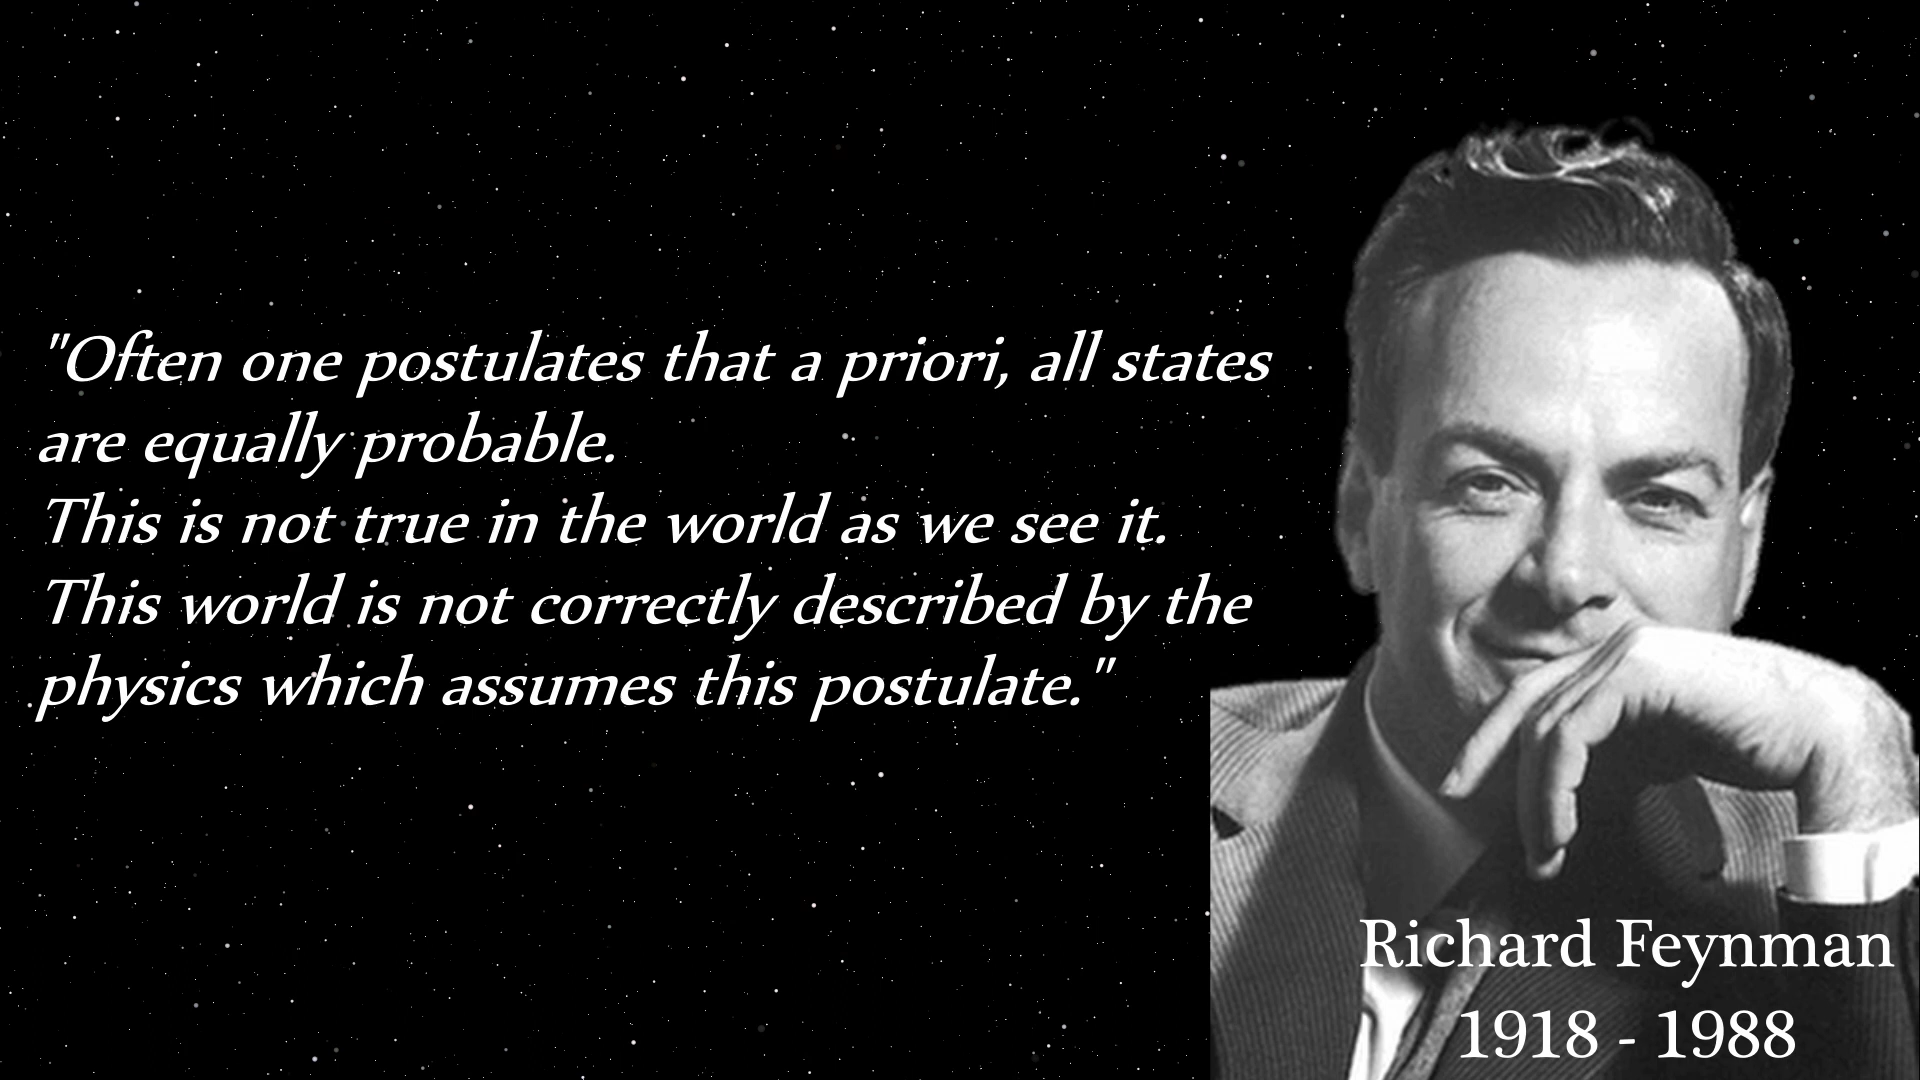 "Often one postulates that a priori, all states
are equally probable.
This is not true in the world as we see it.
This world is not correctly described by the
physics which assumes this postulate."
Richard Feynman
1918 - 1988